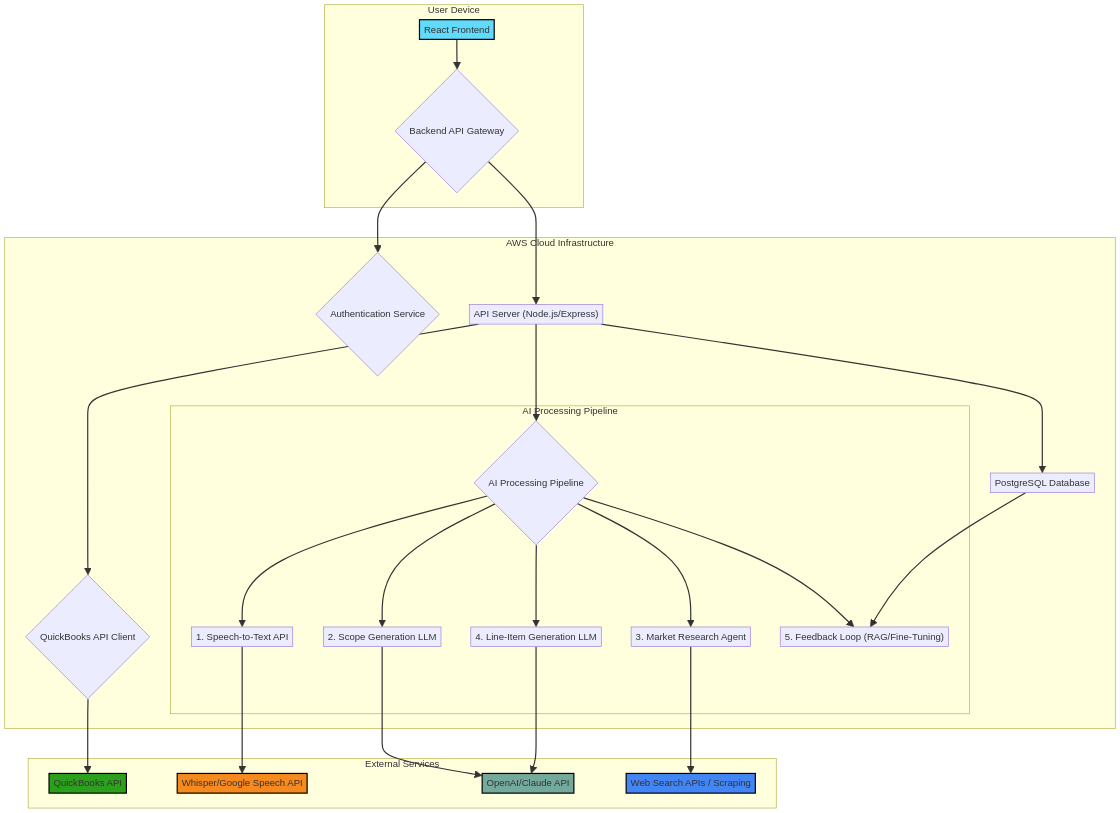 User Device
React Frontend
Backend API Gateway
AWS Cloud Infrastructure
Authentication Service
API Server (Node.js/Express)
AI Processing Pipeline
AI Processing Pipeline
PostgreSQL Database
QuickBooks API Client
1. Speech-to-Text API
2. Scope Generation LLM
4. Line-Item Generation LLM
3. Market Research Agent
5. Feedback Loop (RAG/Fine-Tuning)
External Services
QuickBooks API
Whisper/Google Speech API
OpenAI/Claude API
Web Search APIs / Scraping